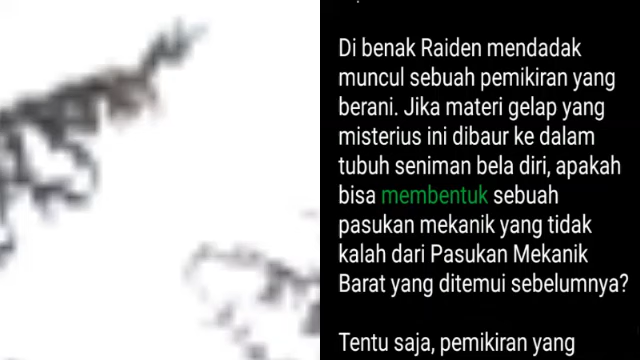 Di benak Raiden mendadak
muncul sebuah pemikiran yang
berani. Jika materi gelap yang
misterius ini dibaur ke dalam
tubuh seniman bela diri, apakah
bisa membentuk sebuah
pasukan mekanik yang tidak
kalah dari Pasukan Mekanik
Barat yang ditemui sebelumnya?
Tentu saja, pemikiran yang